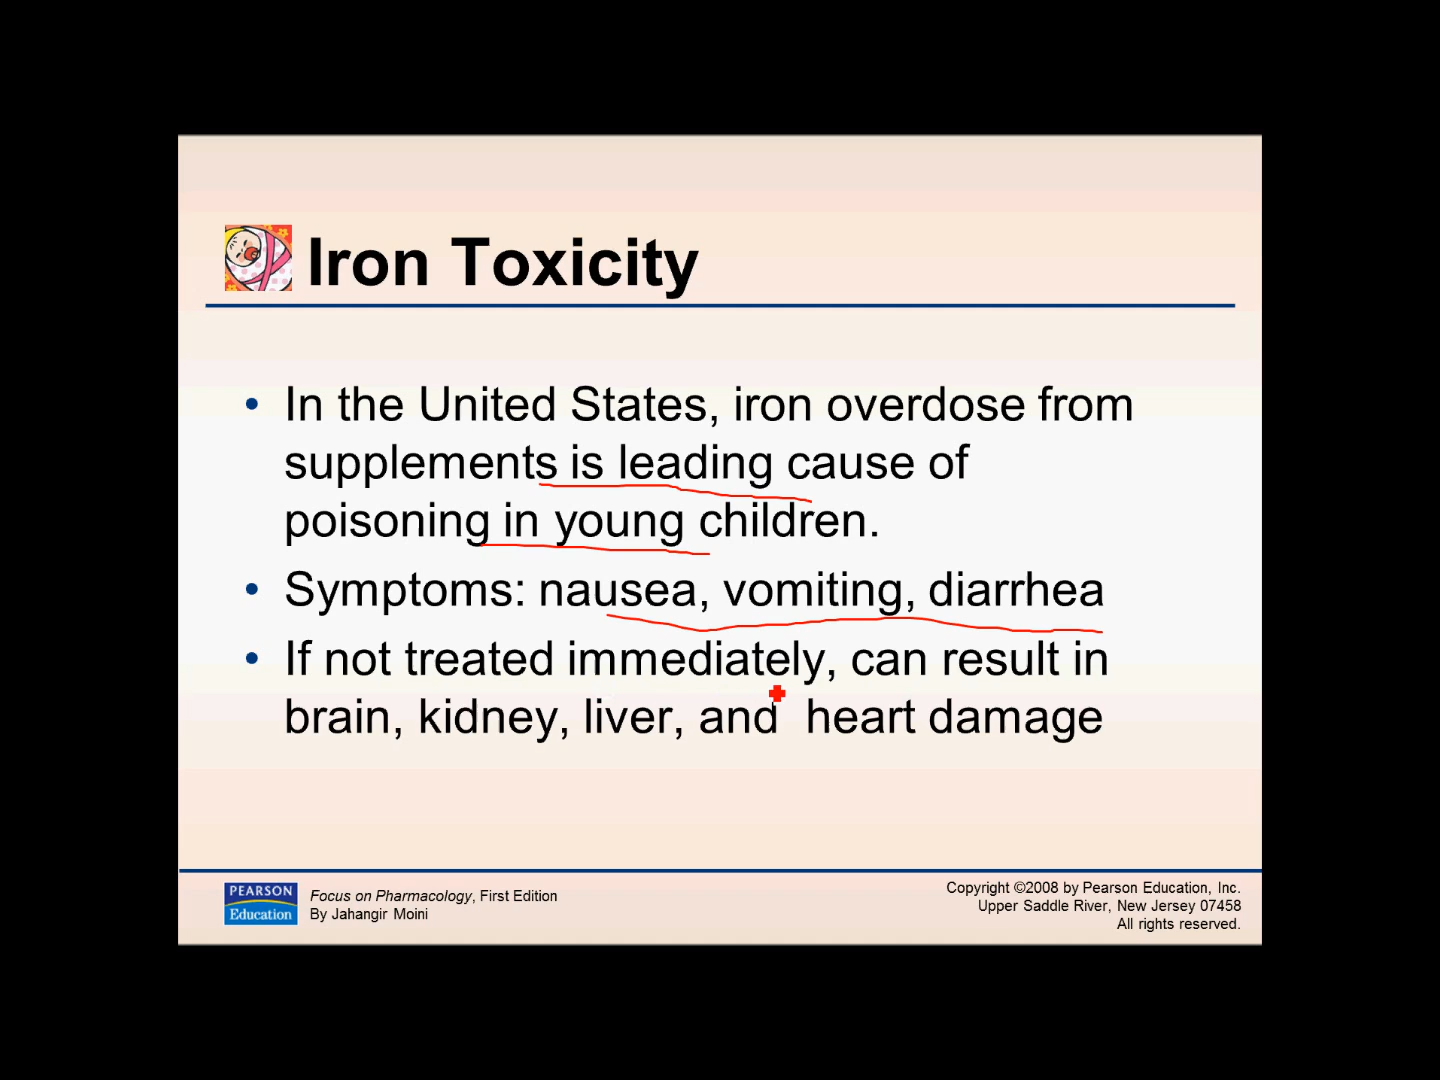 Iron Toxicity
• In the United States, iron overdose from
supplements is leading cause of
poisoning in young children.
• Symptoms: nausea, vomiting, diarrhea
• If not treated immediately, can result in
brain, kidney, liver, and heart damage
PEARSON
Education
Focus on Pharmacology, First Edition
By Jahangir Moini
Copyright ©2008 by Pearson Education, Inc.
Upper Saddle River, New Jersey 07458
All rights reserved.